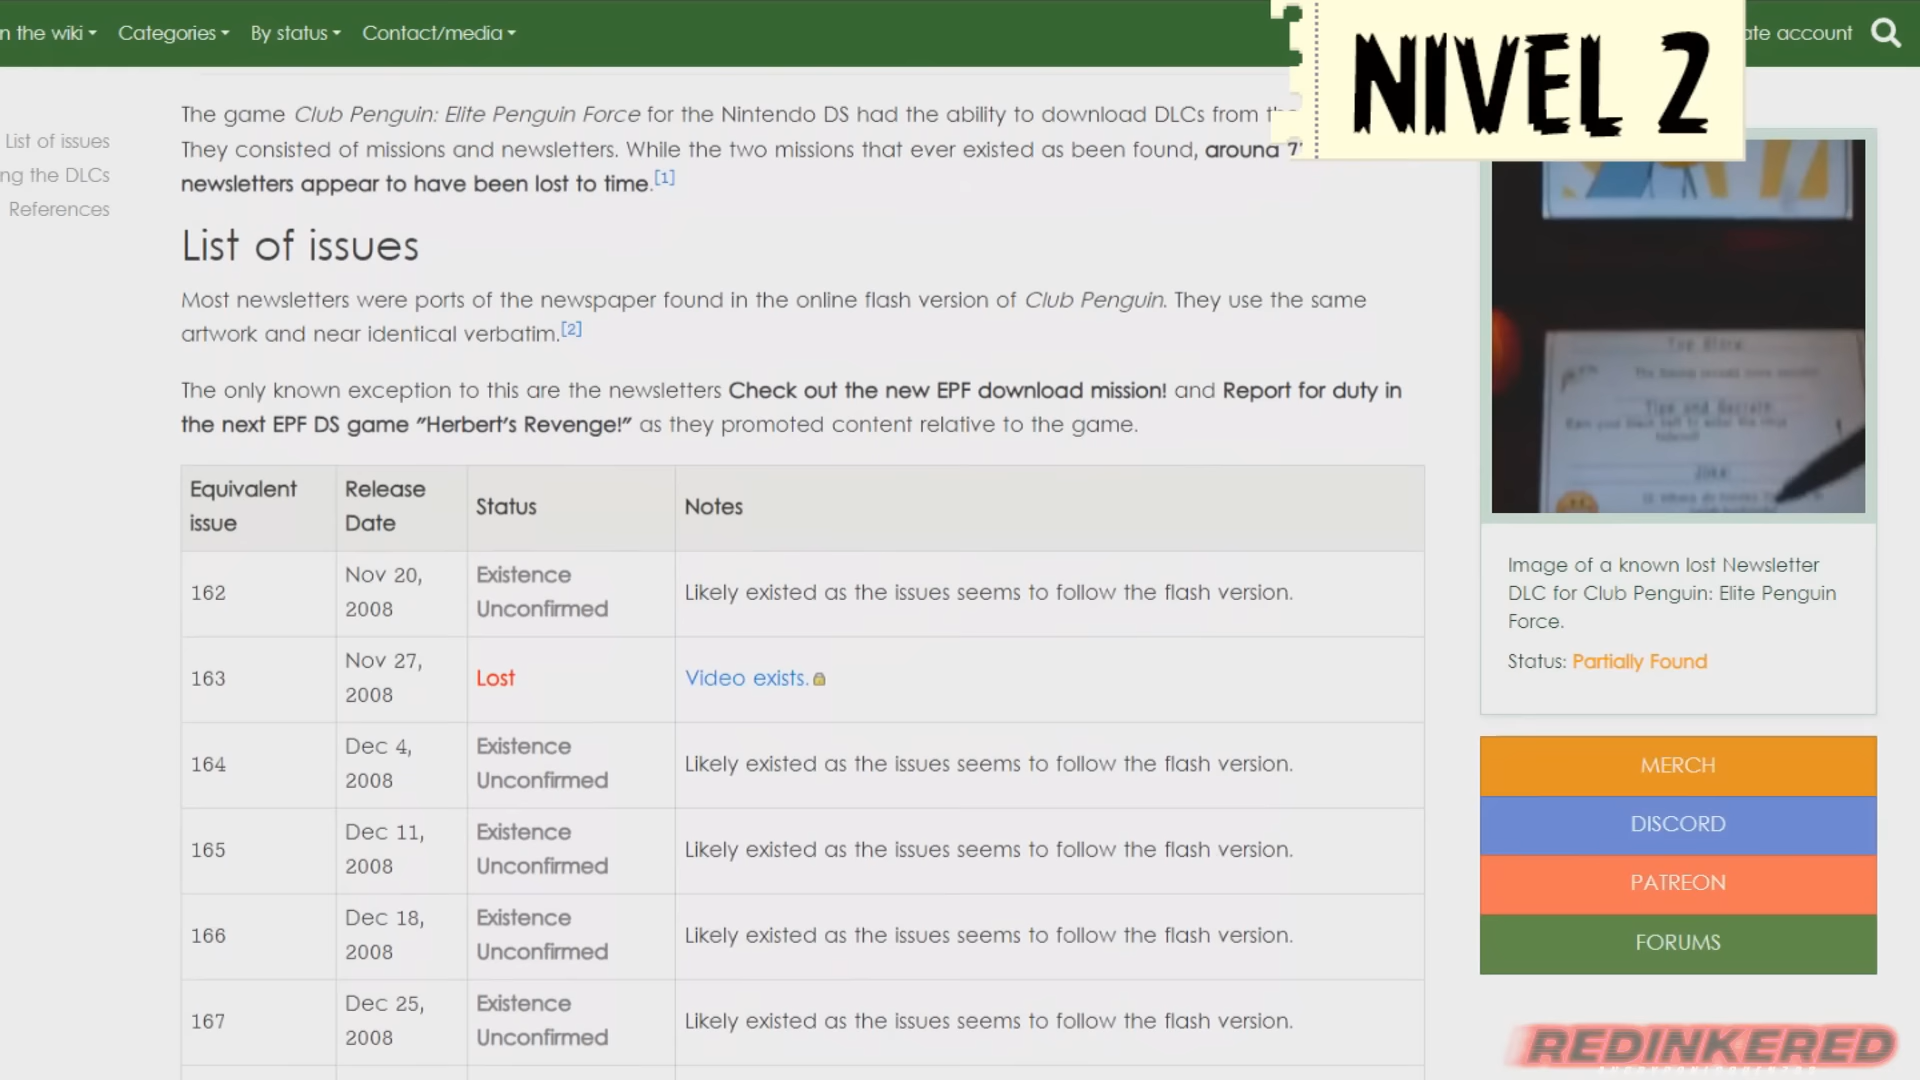 n the wiki
Categories
By status
Contact/media
NIVEL 2
ate account
List of issues
ng the DLCs
References
The game Club Penguin: Elite Penguin Force for the Nintendo DS had the ability to download DLCs from
They consisted of missions and newsletters. While the two missions that ever existed as been found, around
newsletters appear to have been lost to time.[1]
List of issues
Most newsletters were ports of the newspaper found in the online flash version of Club Penguin. They use the same
artwork and near identical verbatim.[2]
The only known exception to this are the newsletters Check out the new EPF download mission! and Report for duty in
the next EPF DS game "Herbert's Revenge!" as they promoted content relative to the game.
Equivalent issue
Release Date
Status
Notes
162
Nov 20, 2008
Existence Unconfirmed
Likely existed as the issues seems to follow the flash version.
163
Nov 27, 2008
Lost
Video exists.
164
Dec 4, 2008
Existence Unconfirmed
Likely existed as the issues seems to follow the flash version.
165
Dec 11, 2008
Existence Unconfirmed
Likely existed as the issues seems to follow the flash version.
166
Dec 18, 2008
Existence Unconfirmed
Likely existed as the issues seems to follow the flash version.
167
Dec 25, 2008
Existence Unconfirmed
Likely existed as the issues seems to follow the flash version.
Top Story
Tips and Secrets
Image of a known lost Newsletter
DLC for Club Penguin: Elite Penguin
Force.
Status: Partially Found
MERCH
DISCORD
PATREON
FORUMS
REDINKERED